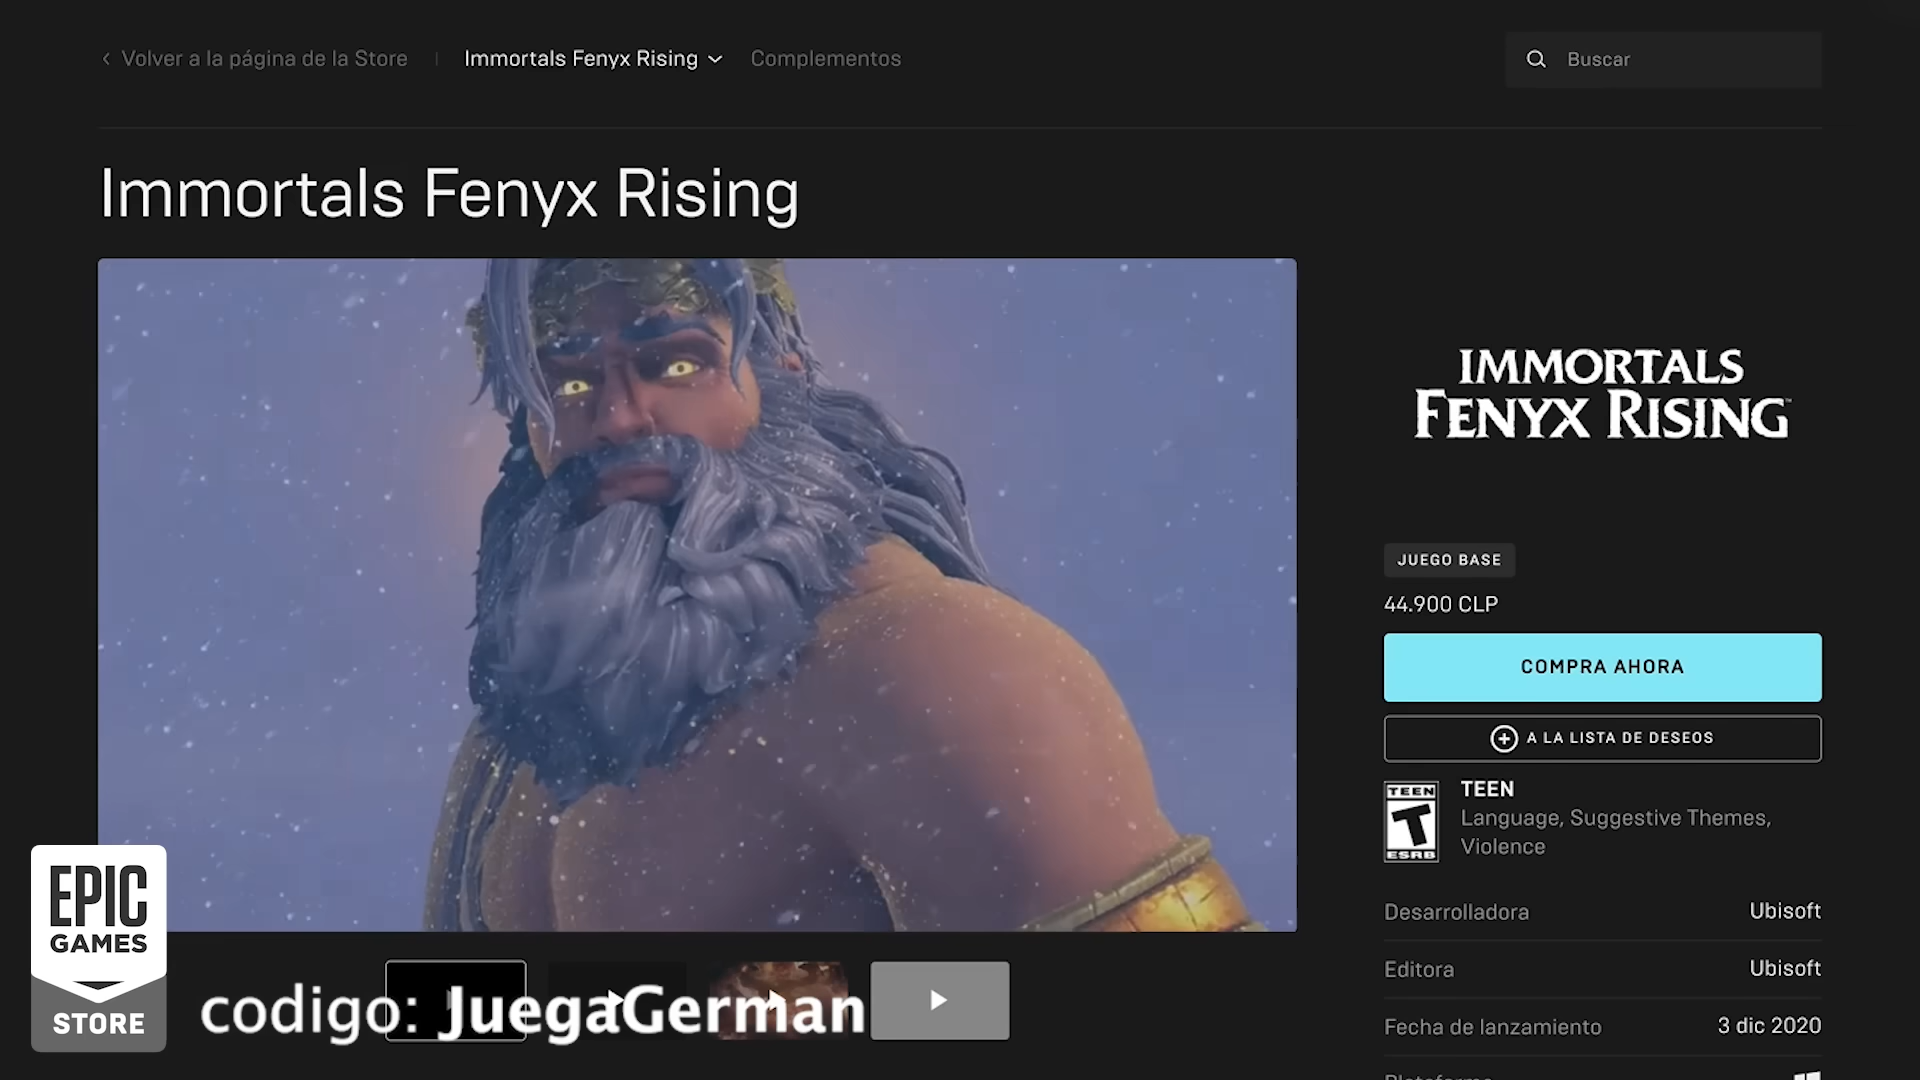 Volver a la página de la Store
Immortals Fenyx Rising
Complementos
Buscar
Immortals Fenyx Rising
IMMORTALS
FENYX RISING
JUEGO BASE
44.900 CLP
COMPRA AHORA
A LA LISTA DE DESEOS
TEEN
T
ESRB
TEEN
Language, Suggestive Themes,
Violence
Desarrolladora Ubisoft
Editora Ubisoft
Fecha de lanzamiento 3 dic 2020
EPIC
GAMES
STORE
codigo: JuegaGerman